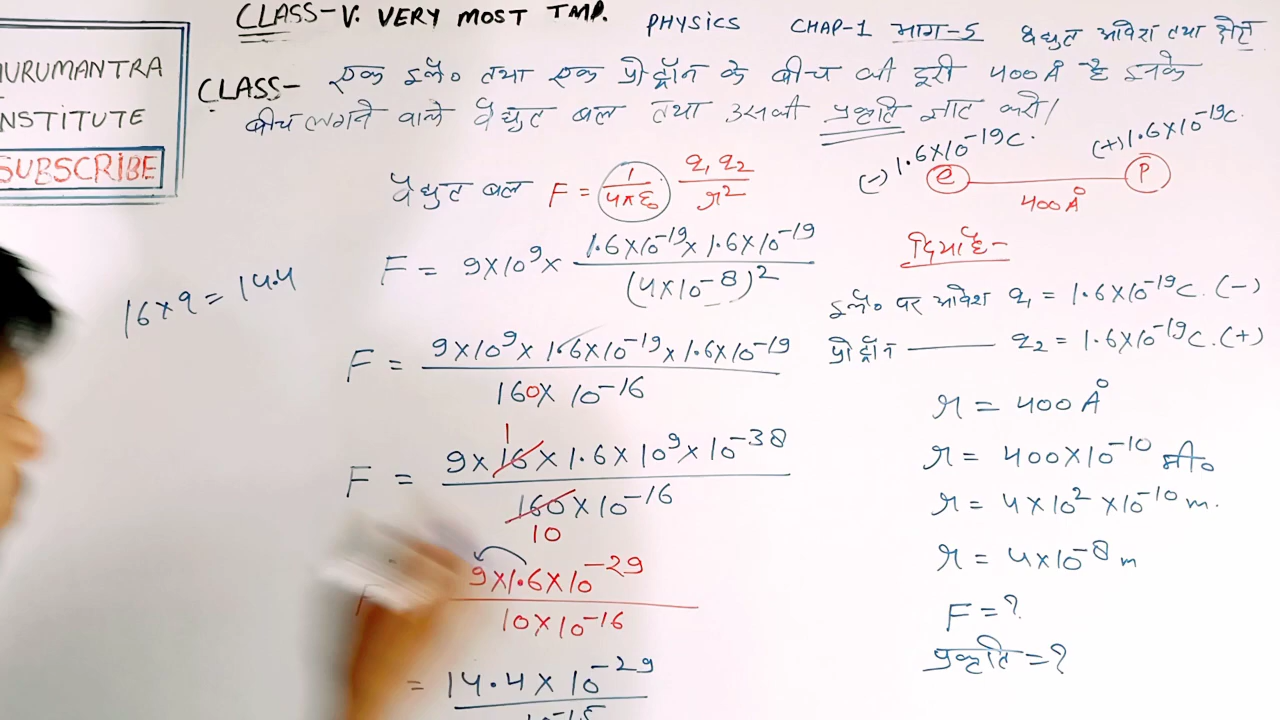 CLASS-V. VERY MOST TMP.
PHYSICS CHAP-1 भाग-5 वैद्युत आवेश तथा क्षेत्र
URUMANTRA
NSTITUTE
SUBSCRIBE
CLASS- एक इलै० तथा एक प्रोट्रॉन के बीच की दूरी 400 Å है इनके
बीच लगने वाले वैद्युत बल तथा उसकी प्रकृति ज्ञात करो।
(-) 1.6×10⁻¹⁹C. (+) 1.6×10⁻¹⁹C.
e P
400 Å
वैद्युत बल F = 1/4πε₀ q₁ q₂/r²
F = 9×10⁹× 1.6×10⁻¹⁹× 1.6×10⁻¹⁹/(4×10⁻⁸)²
16×9 = 14.4
F = 9×10⁹× 1.6×10⁻¹⁹× 1.6×10⁻¹⁹/160× 10⁻¹⁶
1
F = 9×16×1.6×10⁹×10⁻³⁸/160×10⁻¹⁶
10
9×1.6×10⁻²⁹/10×10⁻¹⁶
= 14.4×10⁻²⁹
दिया है-
इलै० पर आवेश q₁ = 1.6×10⁻¹⁹C. (-)
प्रोट्रॉन —— q₂ = 1.6×10⁻¹⁹C. (+)
r = 400 Å
r = 400×10⁻¹⁰ मी०
r = 4×10² ×10⁻¹⁰ m.
r = 4×10⁻⁸ m
F = ?
प्रकृति = ?